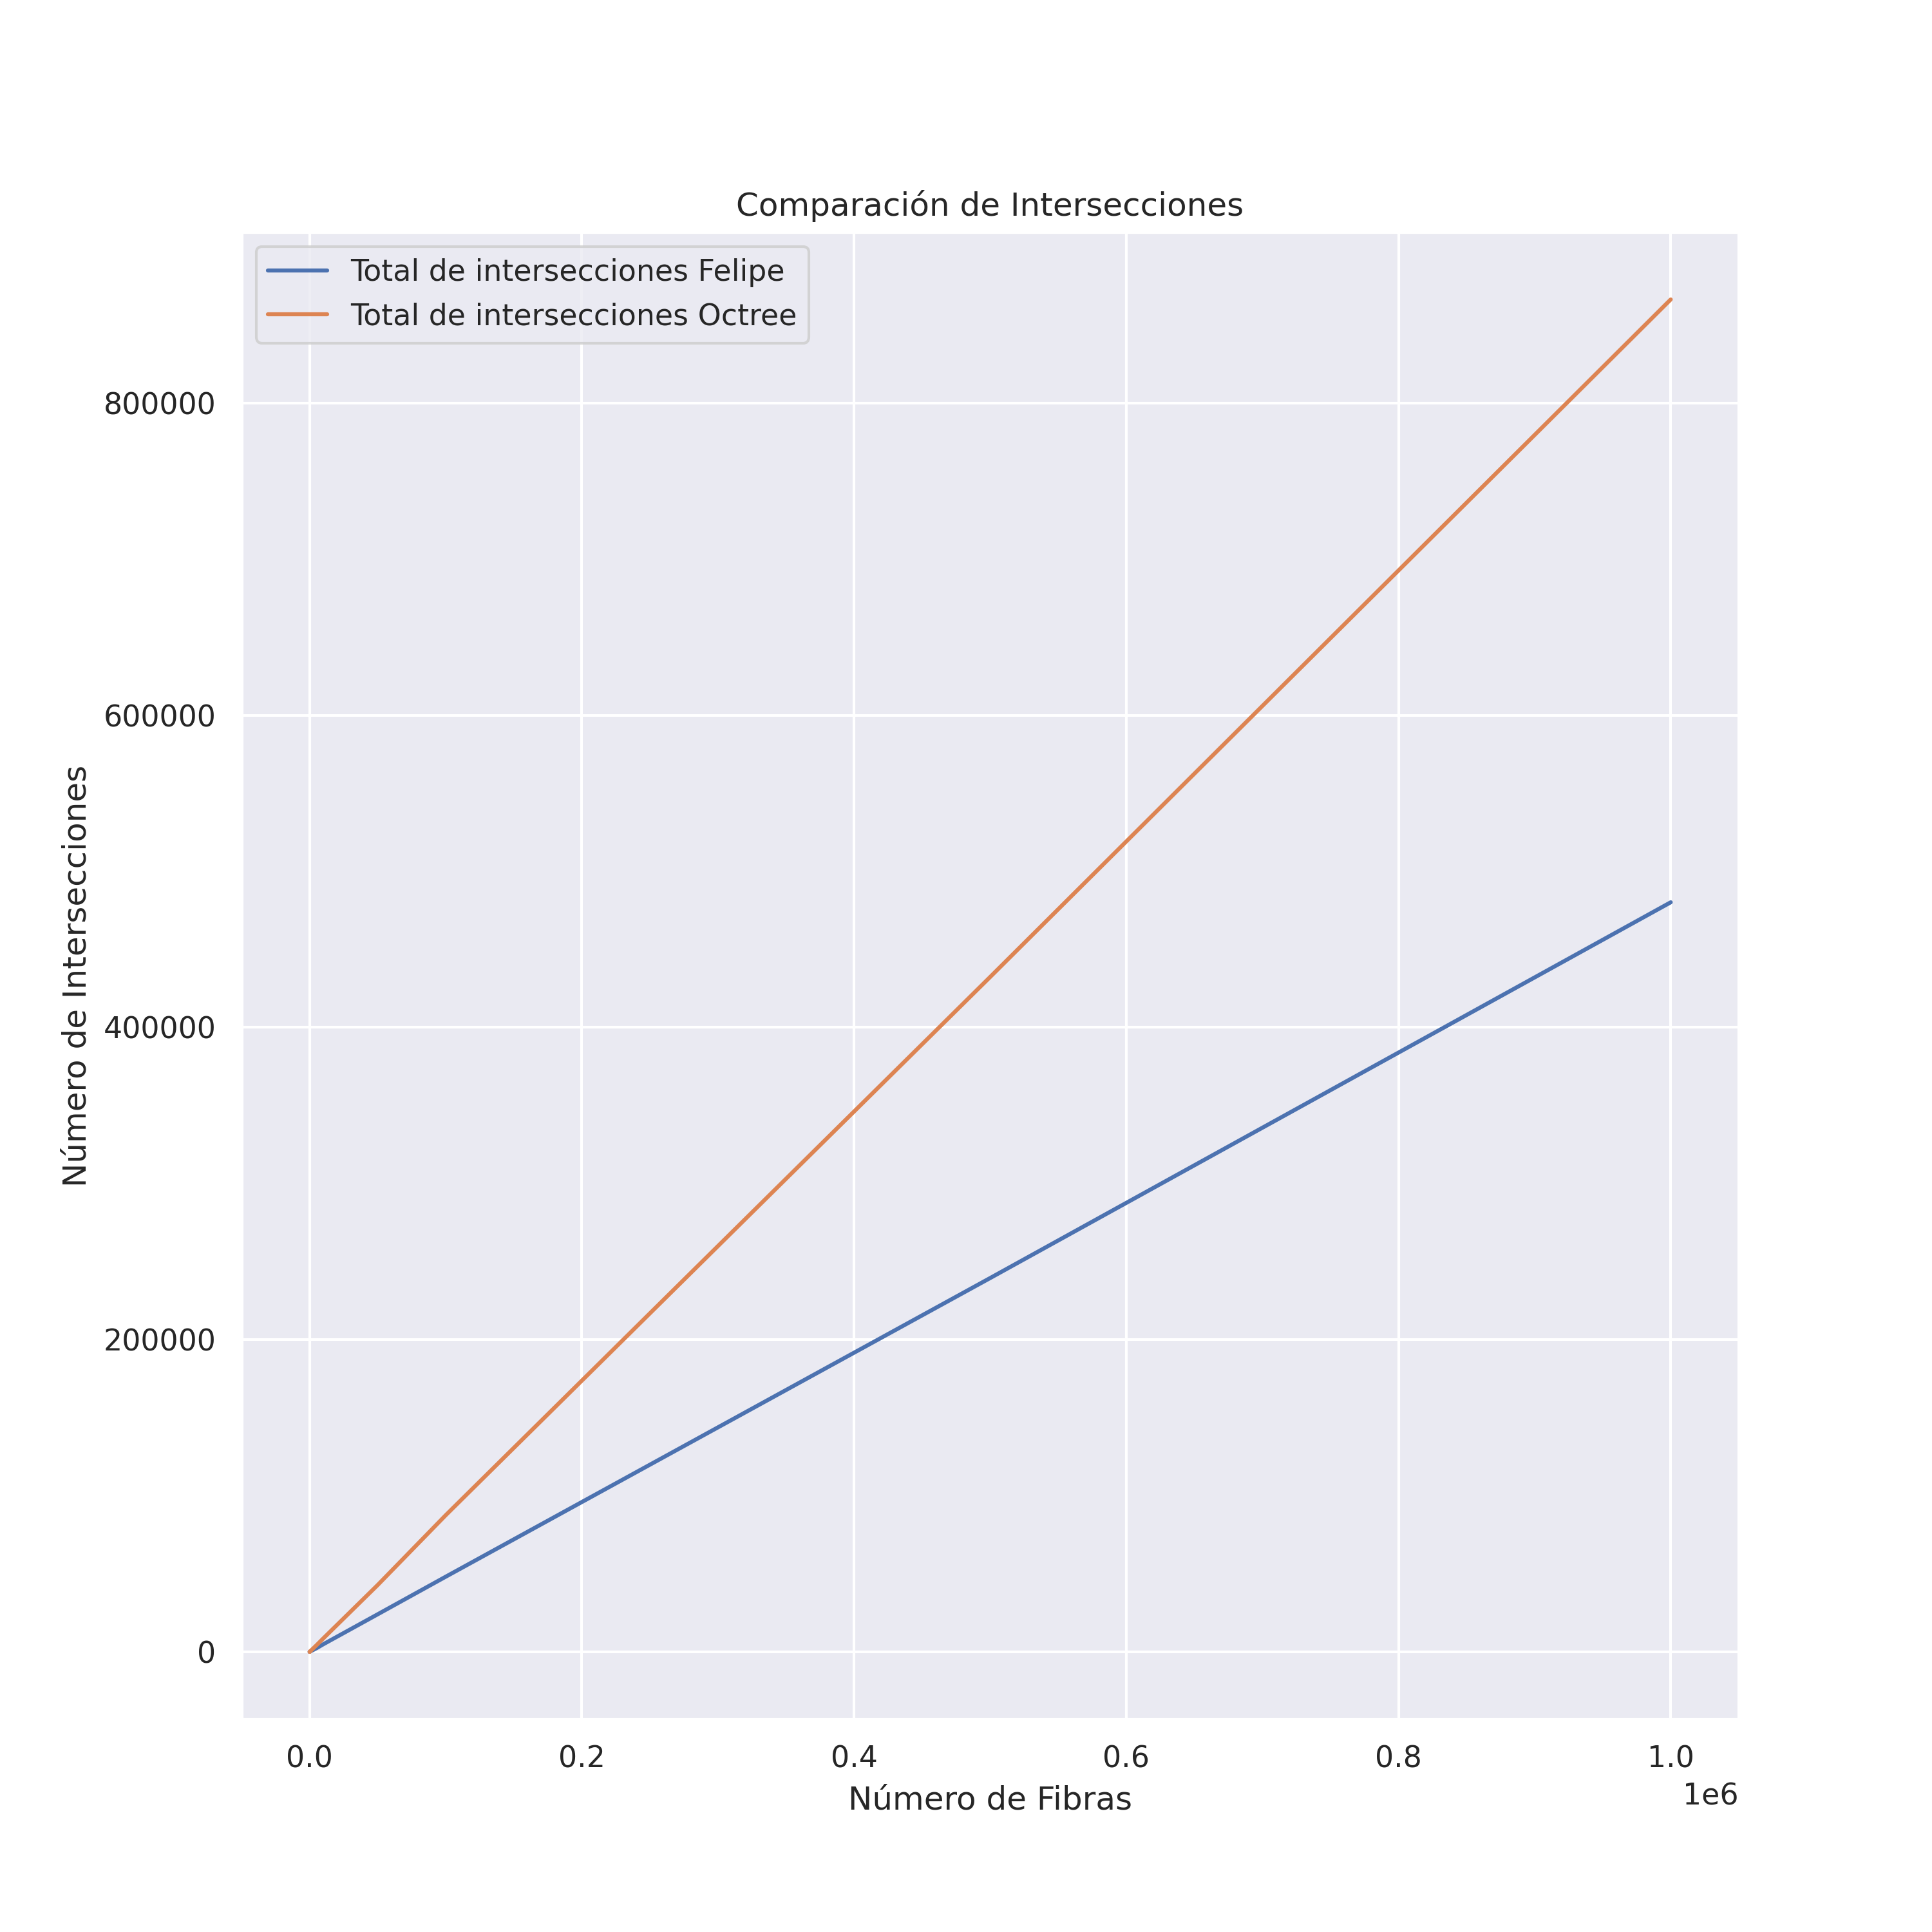 Comparación de Intersecciones
Total de intersecciones Felipe
Total de intersecciones Octree
800000
600000
400000
200000
0
Número de Intersecciones
0.0 0.2 0.4 0.6 0.8 1.0
1e6
Número de Fibras